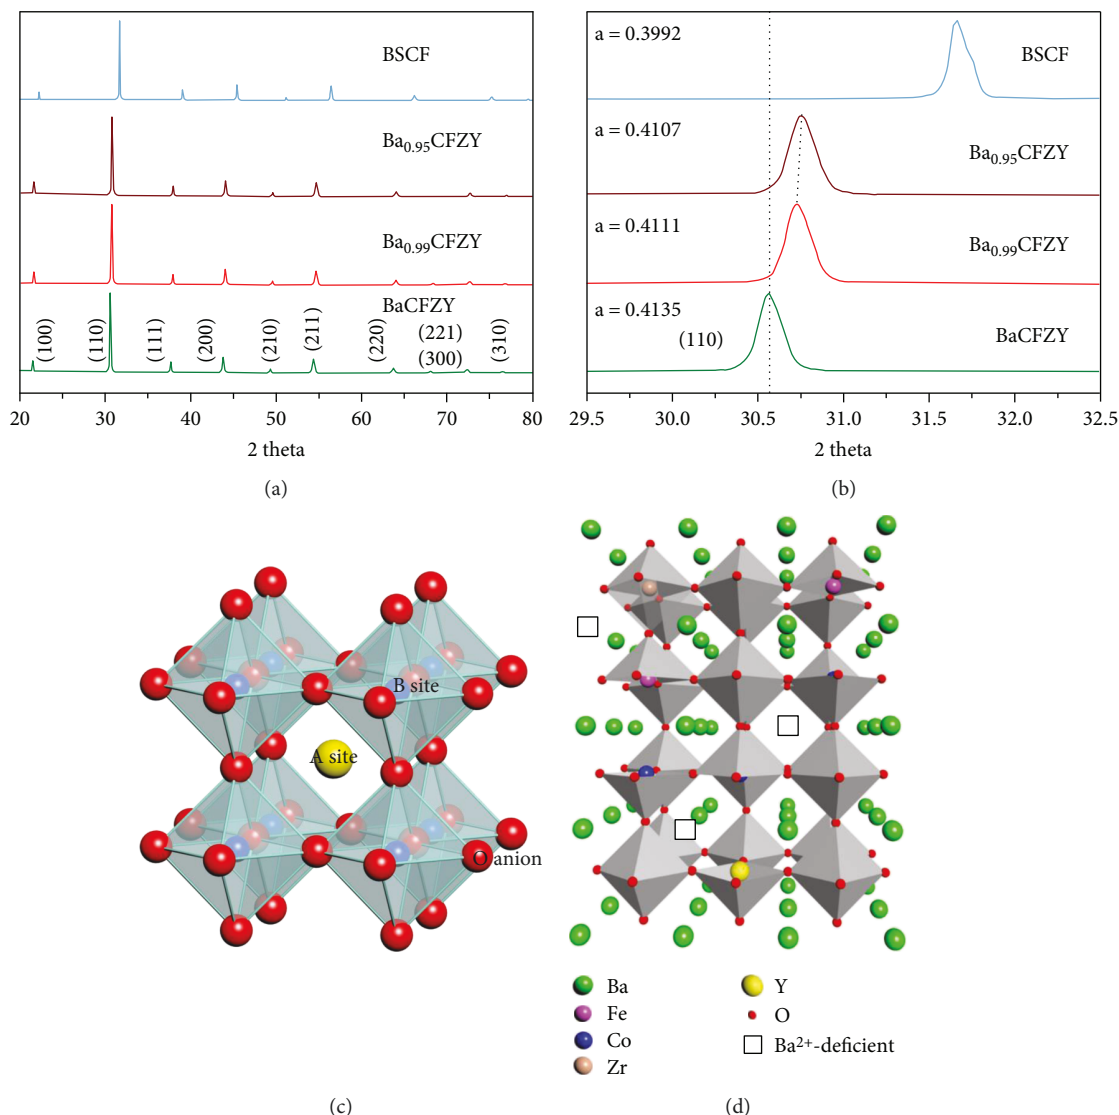 (a)
BSCF
Ba0.95CFZY
Ba0.99CFZY
BaCFZY
(100)
(110)
(111)
(200)
(210)
(211)
(220)
(221)
(300)
(310)
20 30 40 50 60 70 80
2 theta
(a)
a = 0.3992
BSCF
a = 0.4107
Ba0.95CFZY
a = 0.4111
Ba0.99CFZY
a = 0.4135
(110)
BaCFZY
29.5 30.0 30.5 31.0 31.5 32.0 32.5
2 theta
(b)
B site
A site
O anion
(c)
Ba
Fe
Co
Zr
Y
O
Ba2+-deficient
(d)